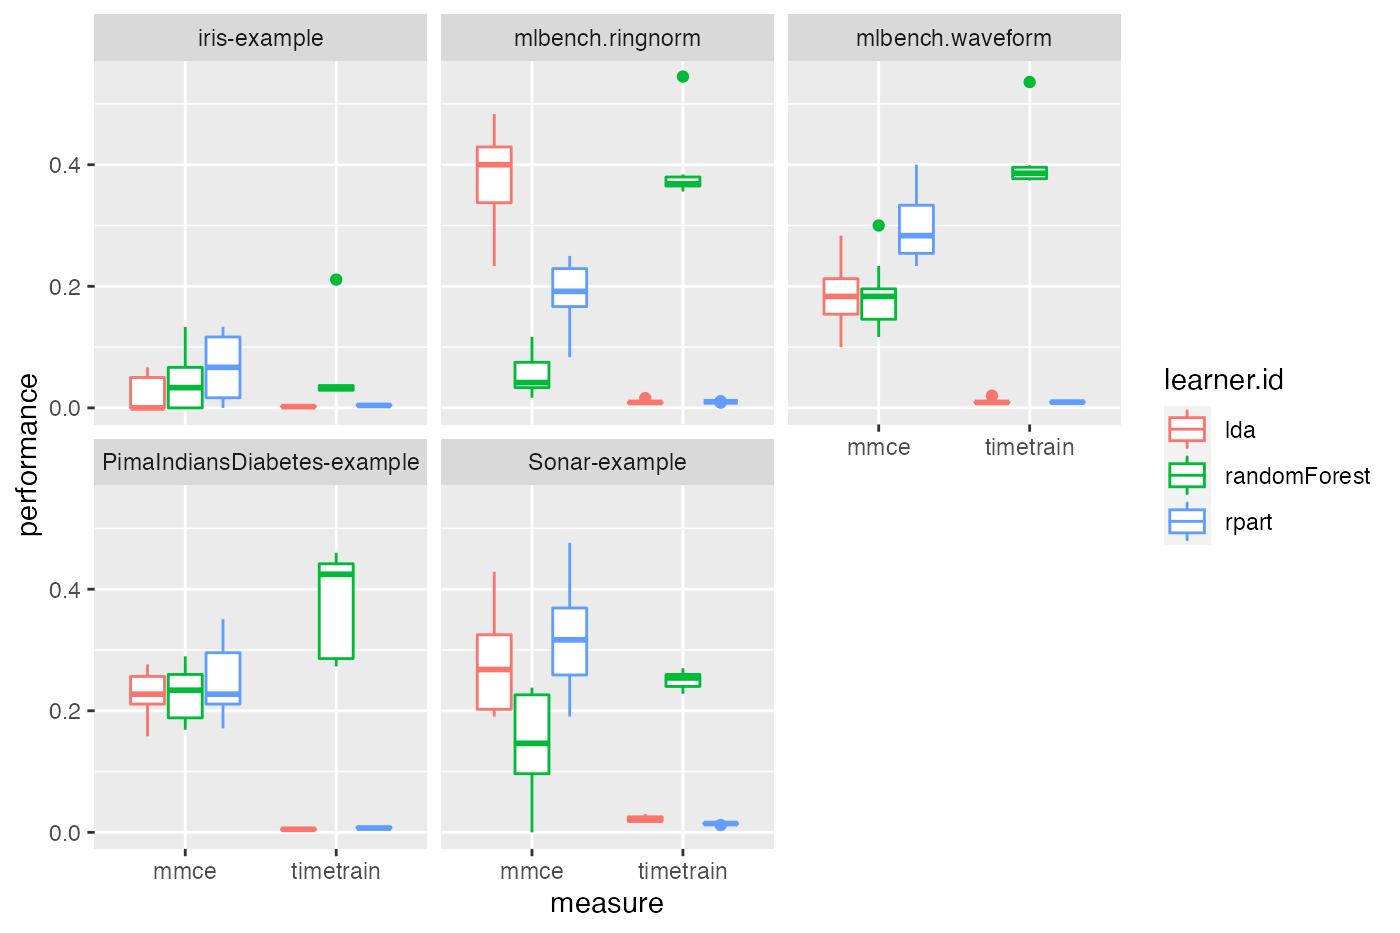 iris-example
mlbench.ringnorm
mlbench.waveform
0.4
0.2
0.0
mmce
timetrain
PimaIndiansDiabetes-example
Sonar-example
0.4
0.2
0.0
mmce
timetrain
mmce
timetrain
measure
performance
learner.id
lda
randomForest
rpart